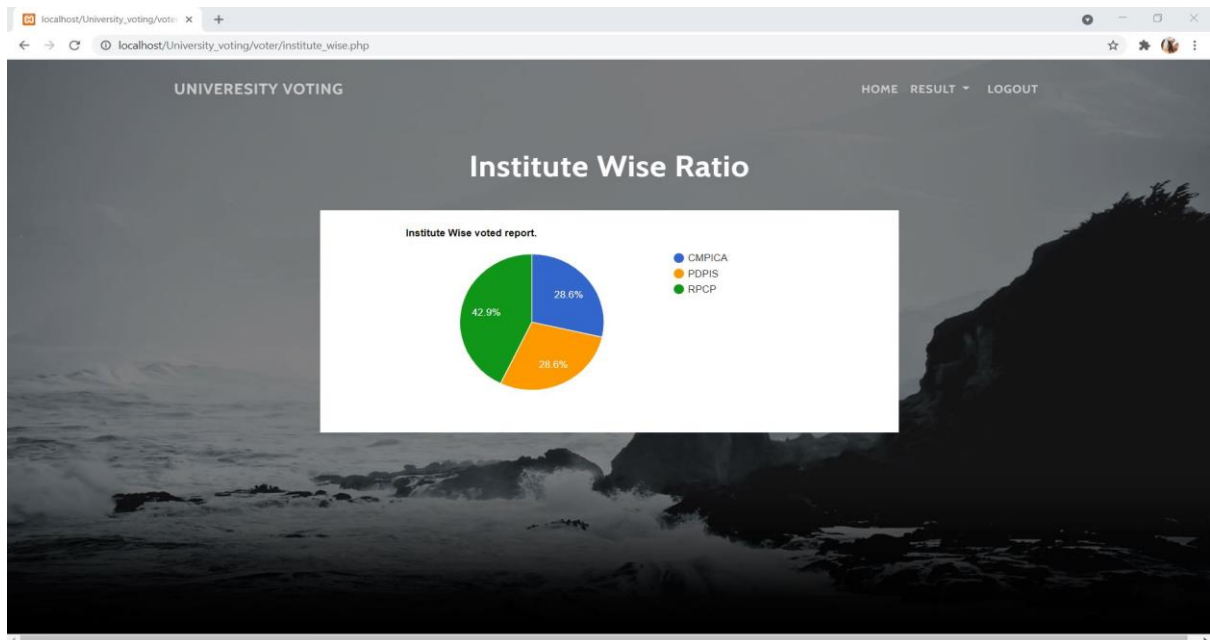 localhost/University_voting/vote
localhost/University_voting/voter/institute_wise.php
UNIVERESITY VOTING
HOME RESULT LOGOUT
Institute Wise Ratio
Institute Wise voted report.
CMPICA
PDPIS
RPCP
28.6%
42.9%
28.6%